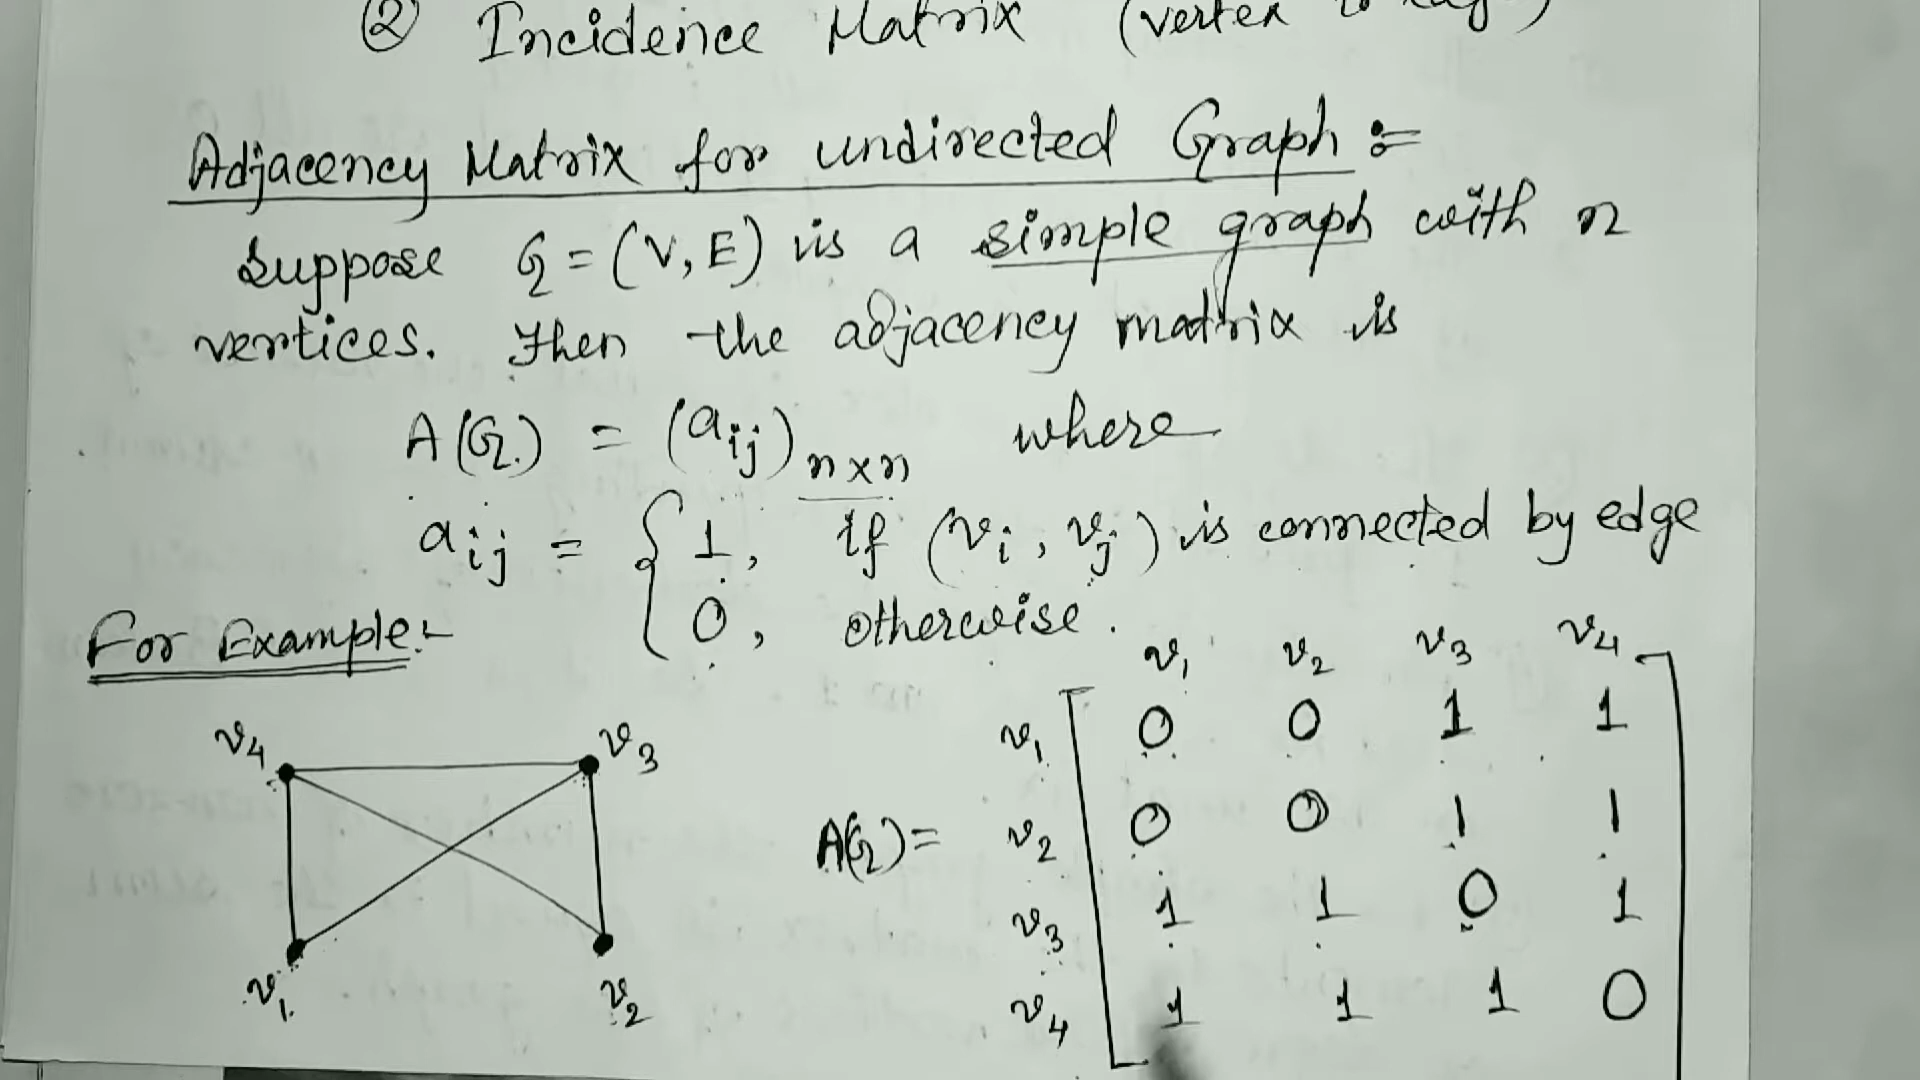 ② Incidence Matrix (vertex to
Adjacency Matrix for undirected Graph :=
Suppose G = (V, E) is a simple graph with n
vertices. Then the adjacency matrix is
A(G) = (aij)n×n where
aij = { 1, if (vi, vj) is connected by edge
0, otherwise.
For Example:-
v1 v2 v3 v4
v1 0 0 1 1
v2 0 0 1 1
v3 1 1 0 1
v4 1 1 1 0
A(G) =
v4 v3
v1 v2